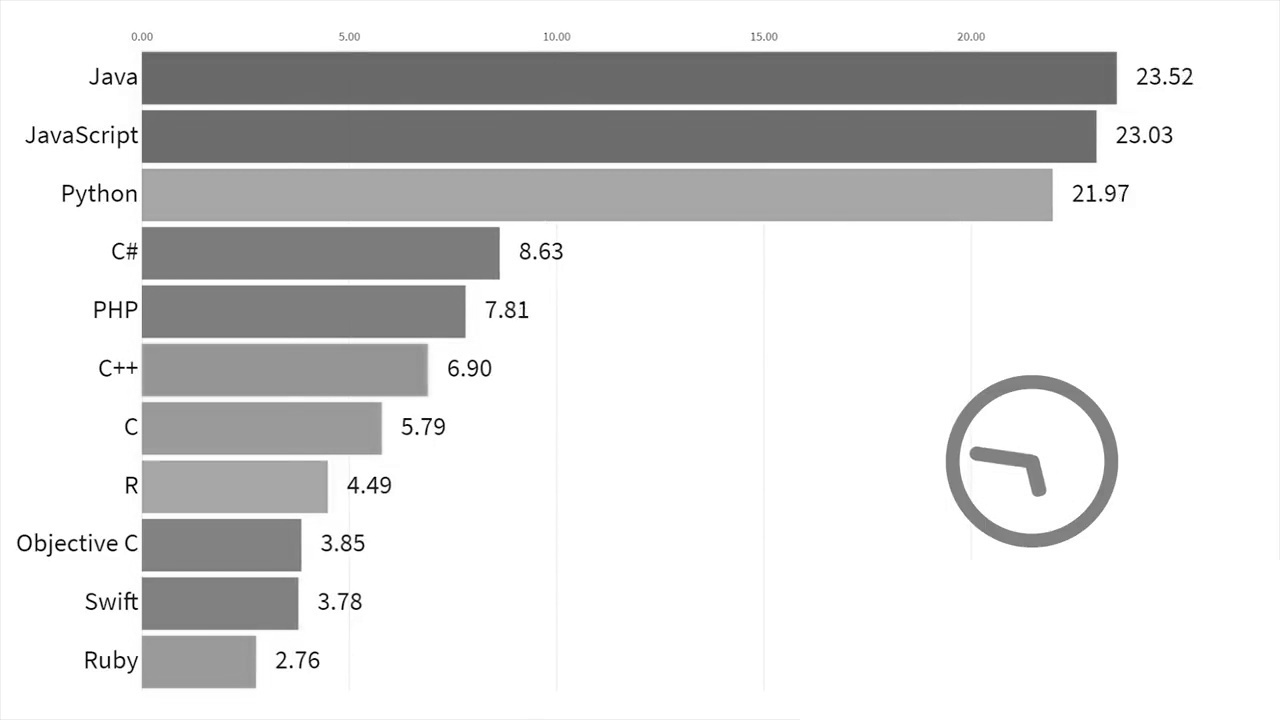 0.00 5.00 10.00 15.00 20.00
Java 23.52
JavaScript 23.03
Python 21.97
C# 8.63
PHP 7.81
C++ 6.90
C 5.79
R 4.49
Objective C 3.85
Swift 3.78
Ruby 2.76